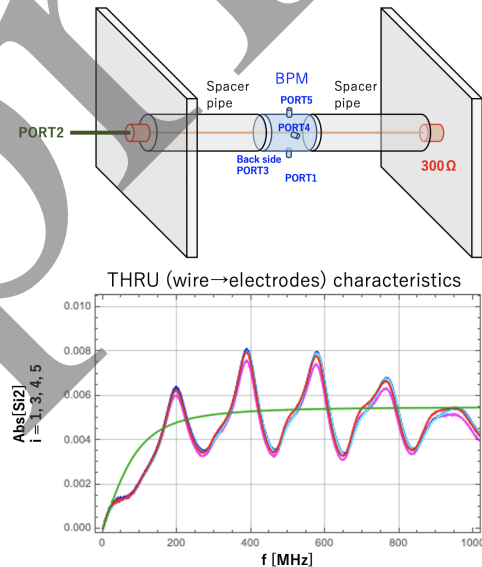 BPM
Spacer
pipe
Spacer
pipe
PORT5
PORT2
PORT4
Back side
PORT3
PORT1
300Ω
THRU (wire→electrodes) characteristics
Abs[Si2]
i = 1, 3, 4, 5
0.010
0.008
0.006
0.004
0.002
0.000
0
200
400
600
800
1000
f [MHz]